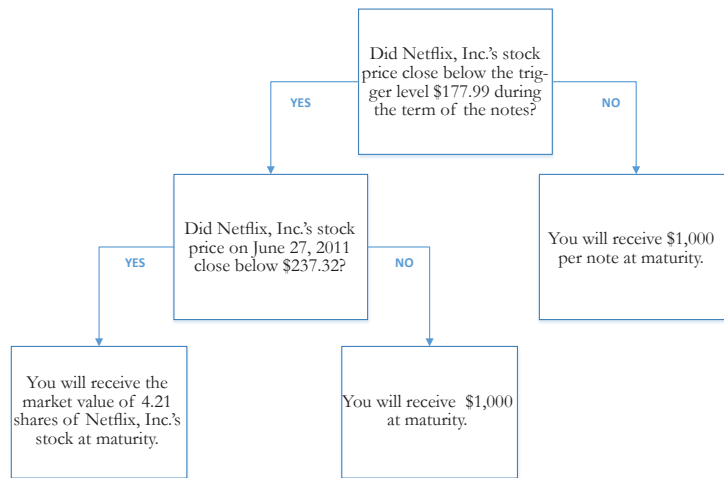 Did Netflix, Inc.'s stock
price close below the trig-
ger level $177.99 during
the term of the notes?
YES
NO
Did Netflix, Inc.'s stock
price on June 27, 2011
close below $237.32?
You will receive $1,000
per note at maturity.
YES
NO
You will receive the
market value of 4.21
shares of Netflix, Inc.'s
stock at maturity.
You will receive $1,000
at maturity.